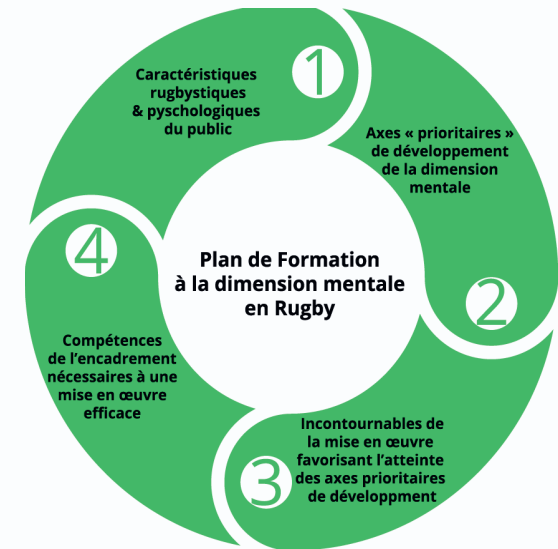 1
Caractéristiques
rugbystiques
& pyschologiques
du public
Axes « prioitaires »
de développement
de la dimension
mentale
2
Plan de Formation
à la dimension mentale
en Rugby
4
Compétences
de l'encadrement
nécessaires à une
mise en œuvre
efficace
3
Incontournables de
la mise en œuvre
favorisant l'atteinte
des axes prioritaires
de développment